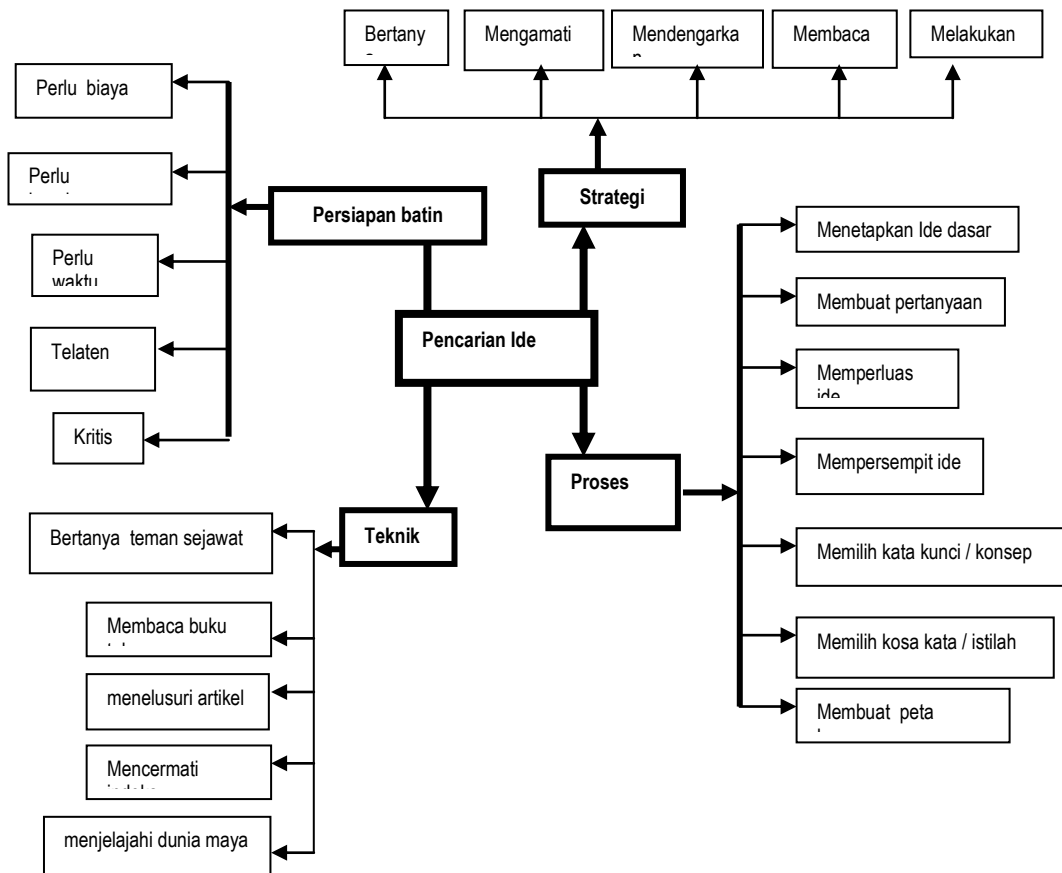 Bertany
Mengamati
Mendengarka
Membaca
Melakukan
Perlu biaya
Perlu
Perlu
waktu
Telaten
Kritis
Persiapan batin
Strategi
Pencarian Ide
Teknik
Proses
Menetapkan Ide dasar
Membuat pertanyaan
Memperluas
ide
Mempersempit ide
Memilih kata kunci / konsep
Memilih kosa kata / istilah
Membuat peta
Bertanya teman sejawat
Membaca buku
menelusuri artikel
Mencermati
menjelajahi dunia maya